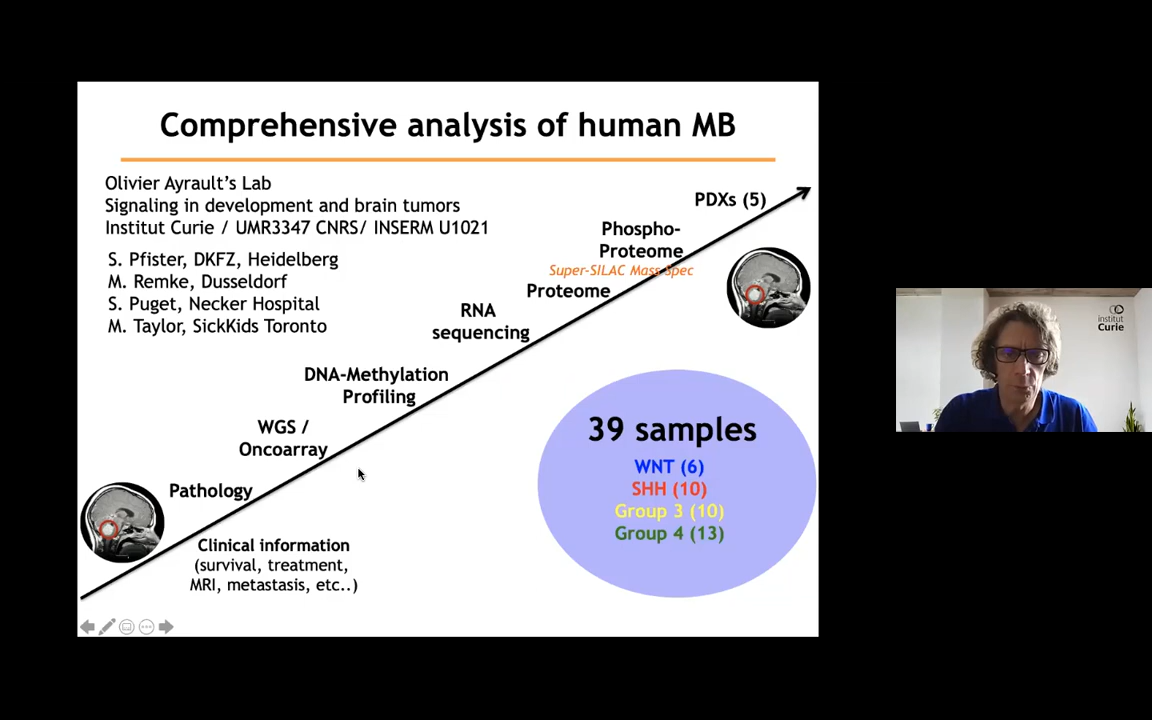 Comprehensive analysis of human MB
Olivier Ayrault's Lab
Signaling in development and brain tumors
Institut Curie / UMR3347 CNRS/ INSERM U1021
S. Pfister, DKFZ, Heidelberg
M. Remke, Dusseldorf
S. Puget, Necker Hospital
M. Taylor, SickKids Toronto
PDXs (5)
Phospho-
Proteome
Super-SILAC Mass Spec
Proteome
RNA
sequencing
DNA-Methylation
Profiling
WGS /
Oncoarray
Pathology
Clinical information
(survival, treatment,
MRI, metastasis, etc..)
39 samples
WNT (6)
SHH (10)
Group 3 (10)
Group 4 (13)
institut
Curie